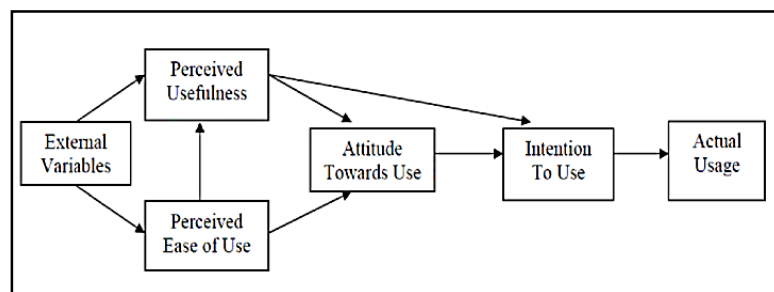 Perceived
Usefulness
External
Variables
Perceived
Ease of Use
Attitude
Towards Use
Intention
To Use
Actual
Usage